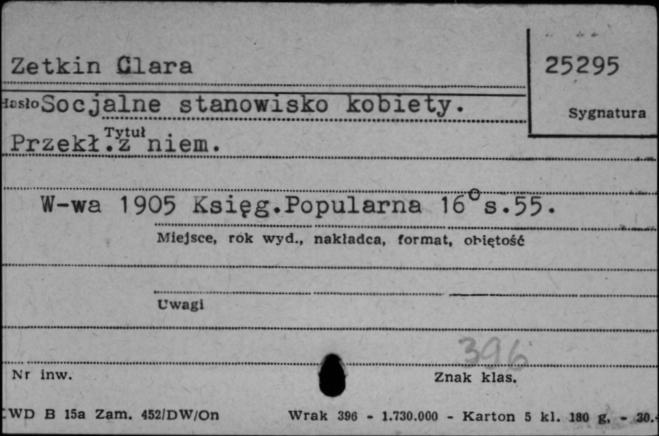 Zetkin Clara
25295
Hasło Socjalne stanowisko kobiety.
Sygnatura
Tytuł
Przekł.z niem.
W-wa 1905 Księg.Popularna 16° s.55.
Miejsce, rok wyd., nakładca, format, objętość
Uwagi
396
Nr inw.
Znak klas.
WD B 15a Zam. 452/DW/On Wrak 396 - 1.730.000 - Karton 5 kl. 180 g. - 30.